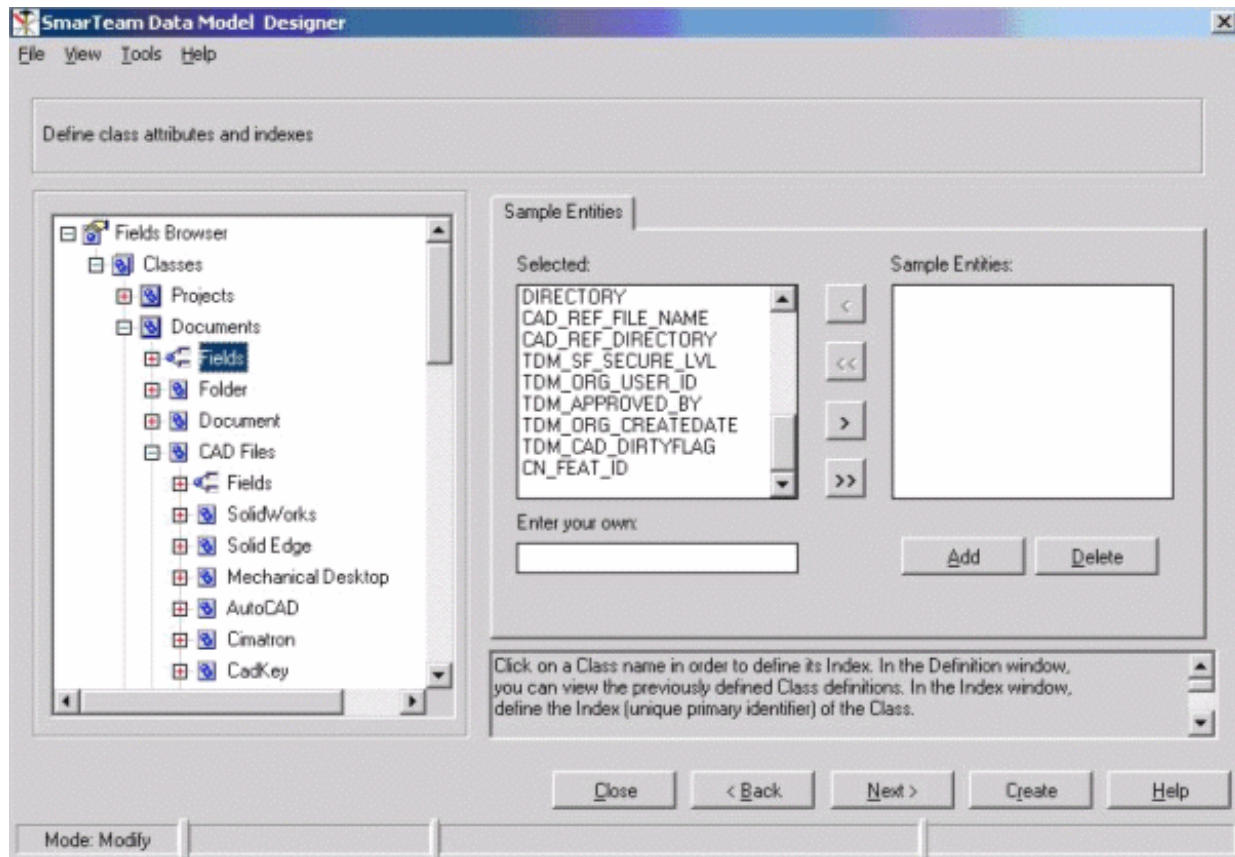 SmarTeam Data Model Designer
File View Tools Help
Define class attributes and indexes
Fields Browser
Classes
Projects
Documents
Fields
Folder
Document
CAD Files
Fields
SolidWorks
Solid Edge
Mechanical Desktop
AutoCAD
Cimatron
CadKey
Sample Entities
Selected:
DIRECTORY
CAD_REF_FILE_NAME
CAD_REF_DIRECTORY
TDM_SF_SECURE_LVL
TDM_ORG_USER_ID
TDM_APPROVED_BY
TDM_ORG_CREATEDATE
TDM_CAD_DIRTYFLAG
CN_FEAT_ID
<
<<
>
>>
Sample Entities:
Enter your own:
Add Delete
Click on a Class name in order to define its Index. In the Definition window,
you can view the previously defined Class definitions. In the Index window,
define the Index (unique primary identifier) of the Class.
Close < Back Next > Create Help
Mode: Modify